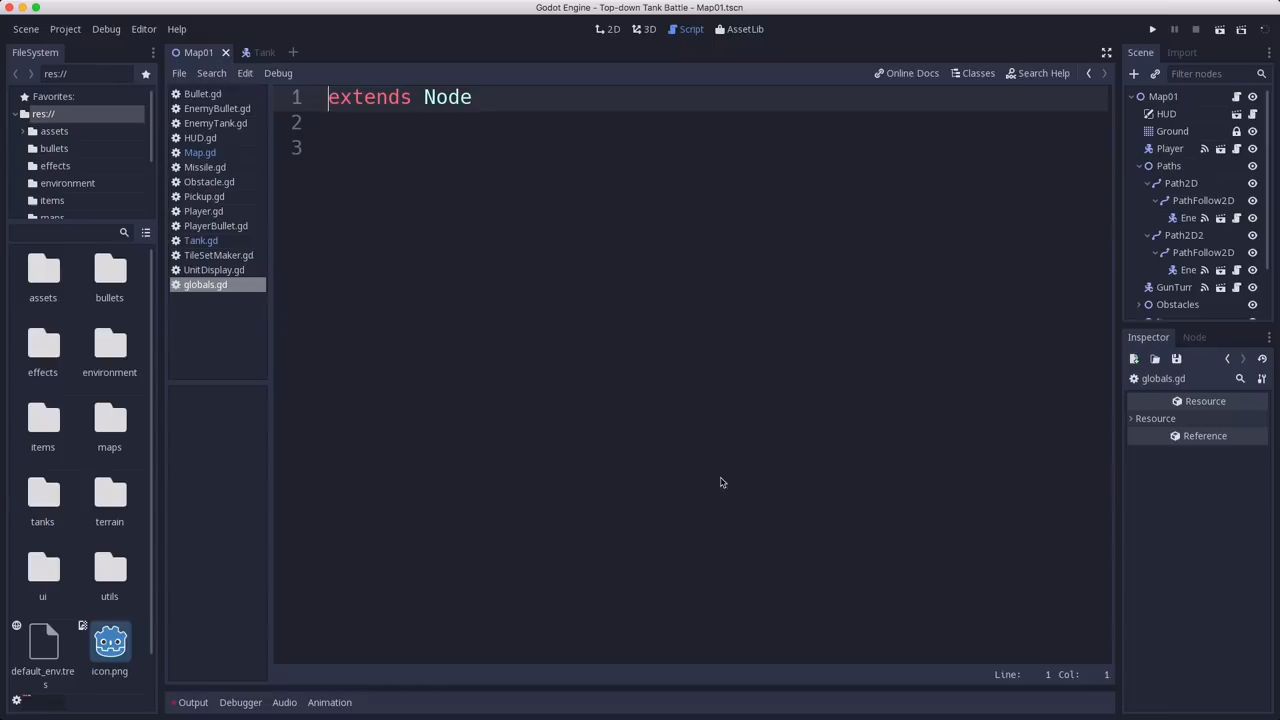 Godot Engine - Top-down Tank Battle - Map01.tscn
Scene Project Debug Editor Help
2D 3D Script AssetLib
FileSystem
res://
Favorites:
res://
assets
bullets
effects
environment
items
maps
assets bullets
effects environment
items maps
tanks terrain
ui utils
default_env.tre
s
icon.png
Map01 Tank
File Search Edit Debug
Online Docs Classes Search Help
Bullet.gd
EnemyBullet.gd
EnemyTank.gd
HUD.gd
Map.gd
Missile.gd
Obstacle.gd
Pickup.gd
Player.gd
PlayerBullet.gd
Tank.gd
TileSetMaker.gd
UnitDisplay.gd
globals.gd
1 extends Node
2
3
Line: 1 Col: 1
Output Debugger Audio Animation
Scene Import
Filter nodes
Map01
HUD
Ground
Player
Paths
Path2D
PathFollow2D
Ene
Path2D2
PathFollow2D
Ene
GunTurr
Obstacles
Inspector Node
globals.gd
Resource
Resource
Reference